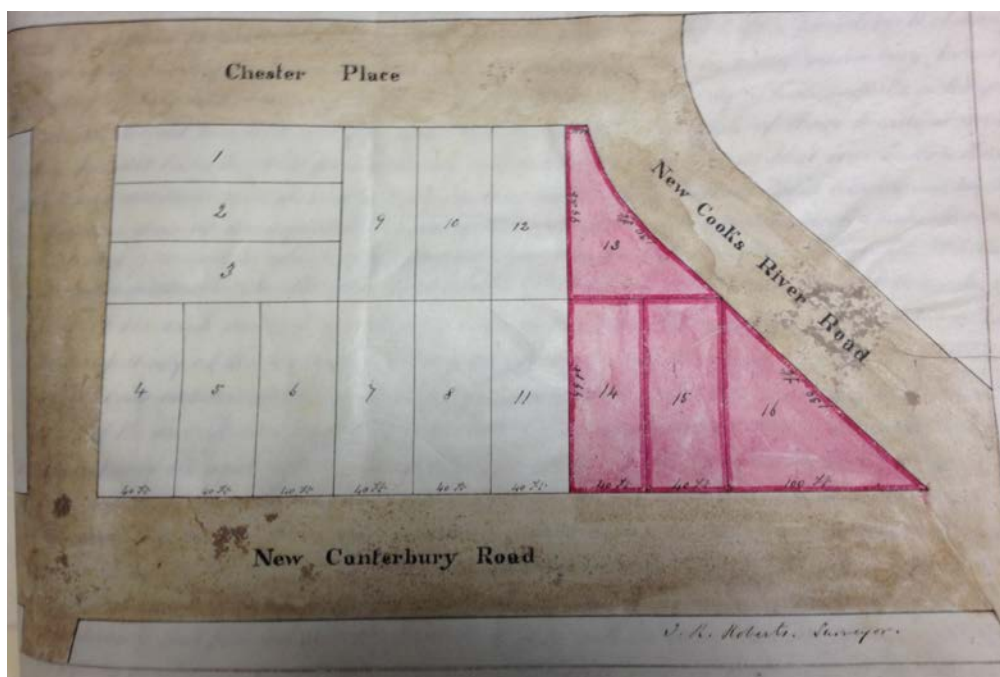 Chester Place
New Cooks River Road
1
2
3
9
10
12
13
4
5
6
7
8
11
14
15
16
40 ft.
40 ft.
40 ft.
40 ft.
40 ft.
40 ft.
40 ft.
40 ft.
100 ft.
New Canterbury Road
J. R. Roberts, Surveyor.